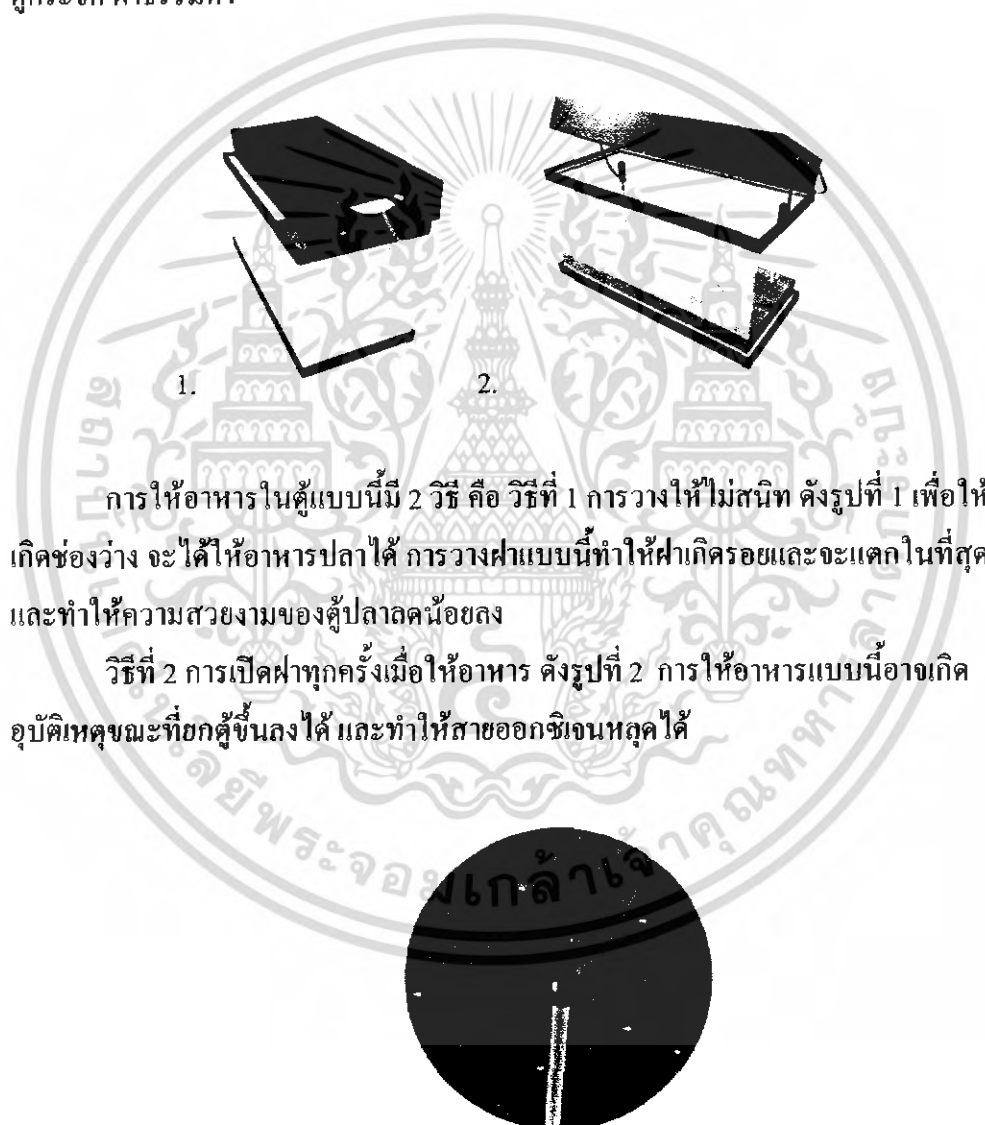 1.
2.
การให้อาหารในตู้แบบนี้มี 2 วิธี คือ วิธีที่ 1 การวางให้ไม่สนิท ดังรูปที่ 1 เพื่อให้
เกิดช่องว่าง จะได้ให้อาหารปลาได้ การวางฝาแบบนี้ทำให้ฝาเกิดรอยและจะแตกในที่สุด
และทำให้ความสวยงามของตู้ปลาลดน้อยลง
วิธีที่ 2 การเปิดฝาทุกครั้งเมื่อให้อาหาร ดังรูปที่ 2 การให้อาหารแบบนี้อาจเกิด
อุบัติเหตุขณะที่ยกตู้ขึ้นลงได้ และทำให้สายออกซิเจนหลุดได้